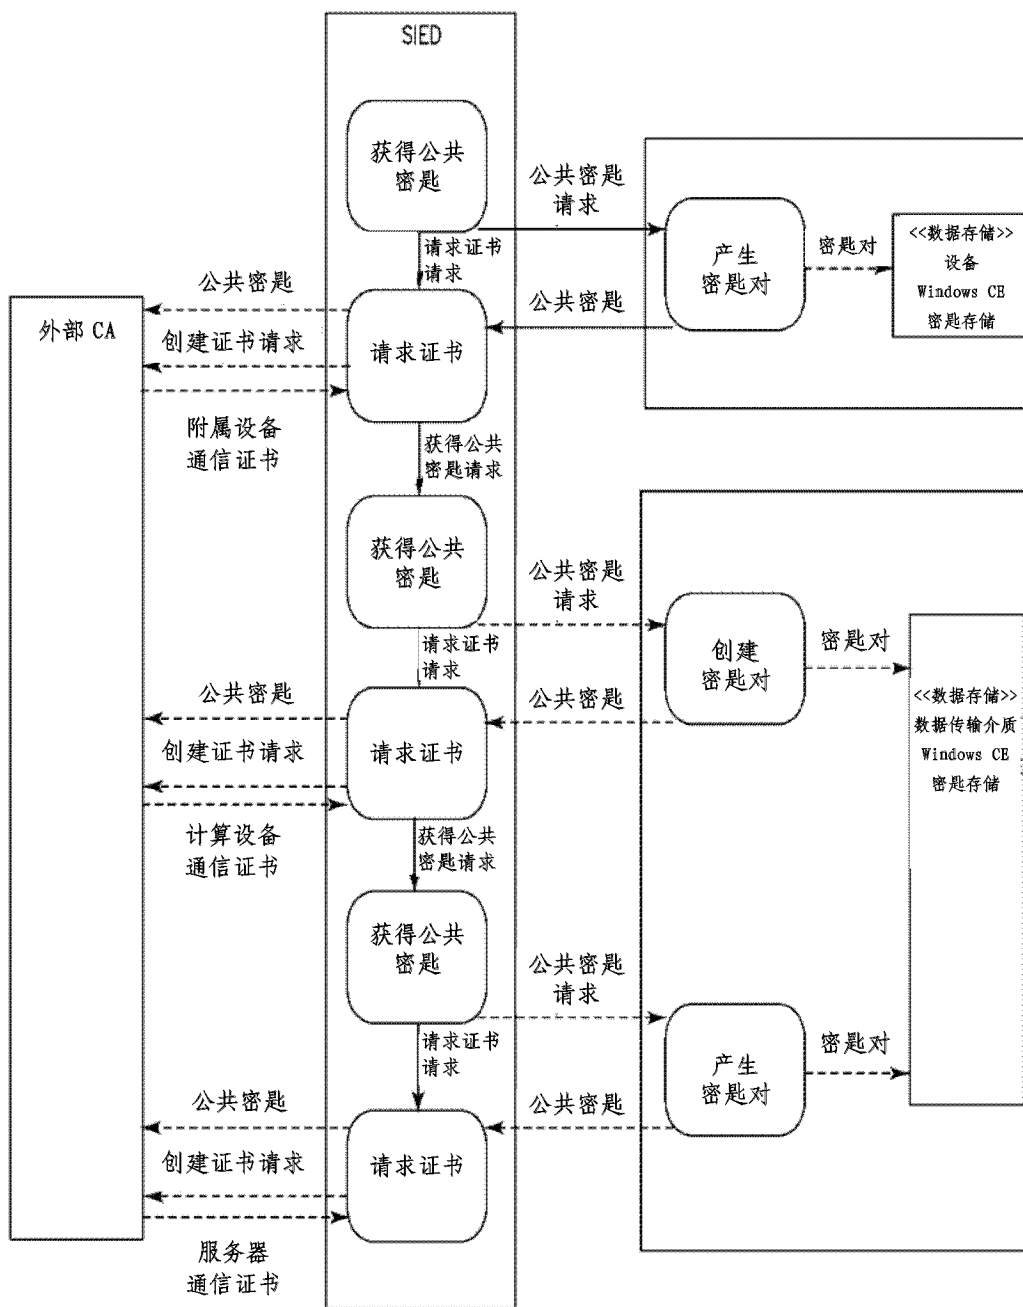 SIED
获得公共
密匙
公共密匙
请求
请求证书
请求
产生
密匙对
密匙对
<<数据存储>>
设备
Windows CE
密匙存储
公共密匙
公共密匙
外部 CA
创建证书请求
请求证书
附属设备
通信证书
获得公共
密匙请求
获得公共
密匙
公共密匙
请求
请求证书
请求
创建
密匙对
密匙对
<<数据存储>>
数据传输介质
Windows CE
密匙存储
公共密匙
公共密匙
创建证书请求
请求证书
计算设备
通信证书
获得公共
密匙请求
获得公共
密匙
公共密匙
请求
请求证书
请求
产生
密匙对
密匙对
公共密匙
公共密匙
创建证书请求
请求证书
服务器
通信证书